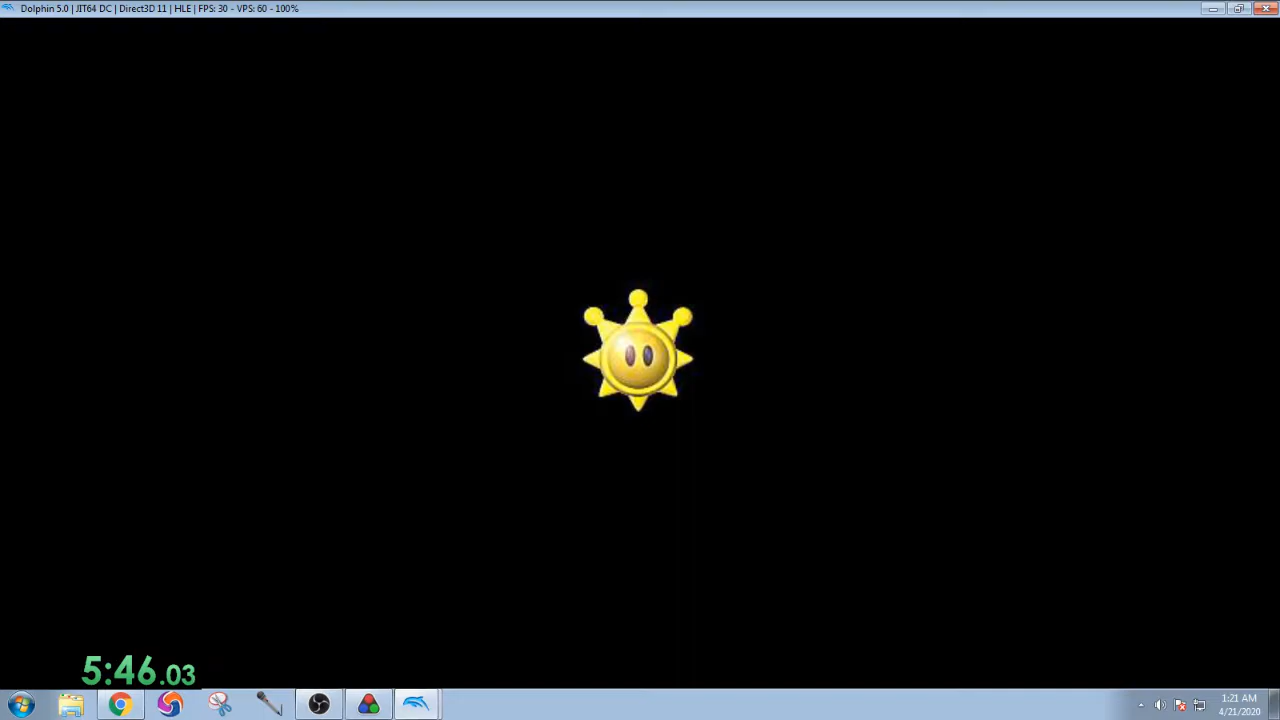 Dolphin 5.0 | JIT64 DC | Direct3D 11 | HLE | FPS: 30 - VPS: 60 - 100%
5:46.03
1:21 AM
4/21/2020